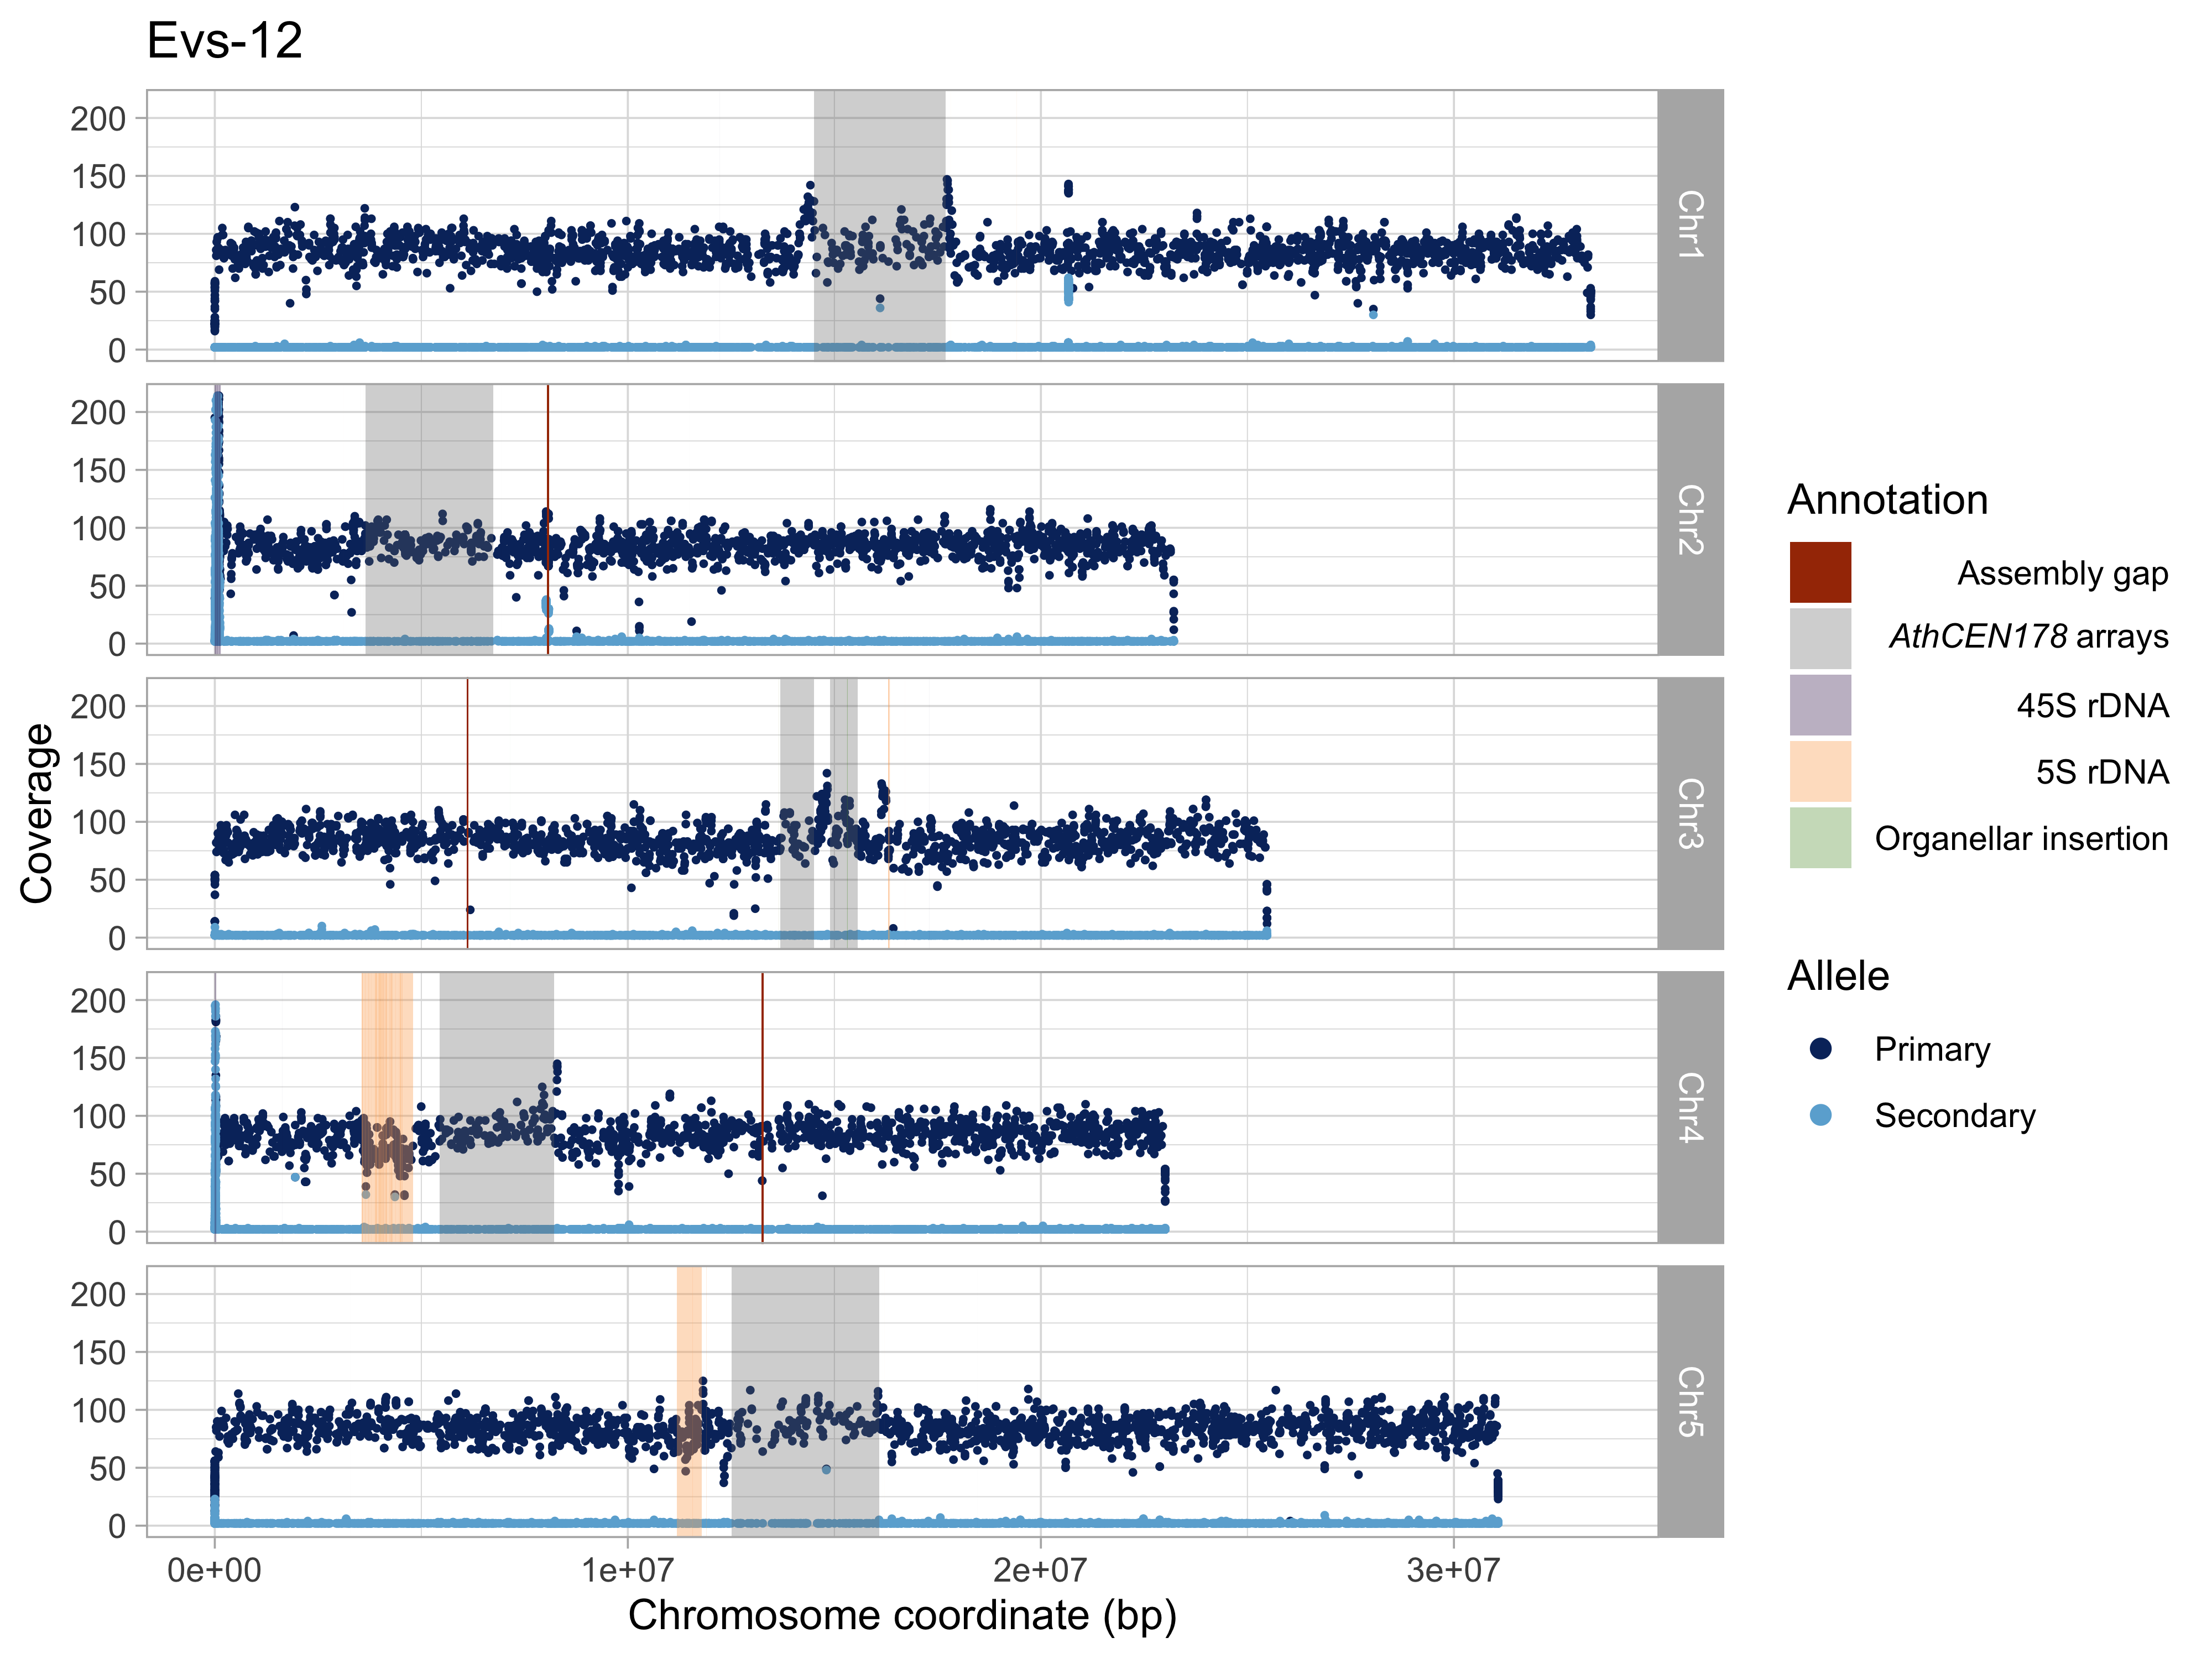 Evs-12
Coverage
200
150
100
50
0
Chr1
200
150
100
50
0
Chr2
200
150
100
50
0
Chr3
200
150
100
50
0
Chr4
200
150
100
50
0
Chr5
0e+00 1e+07 2e+07 3e+07
Chromosome coordinate (bp)
Annotation
Assembly gap
AthCEN178 arrays
45S rDNA
5S rDNA
Organellar insertion
Allele
Primary
Secondary